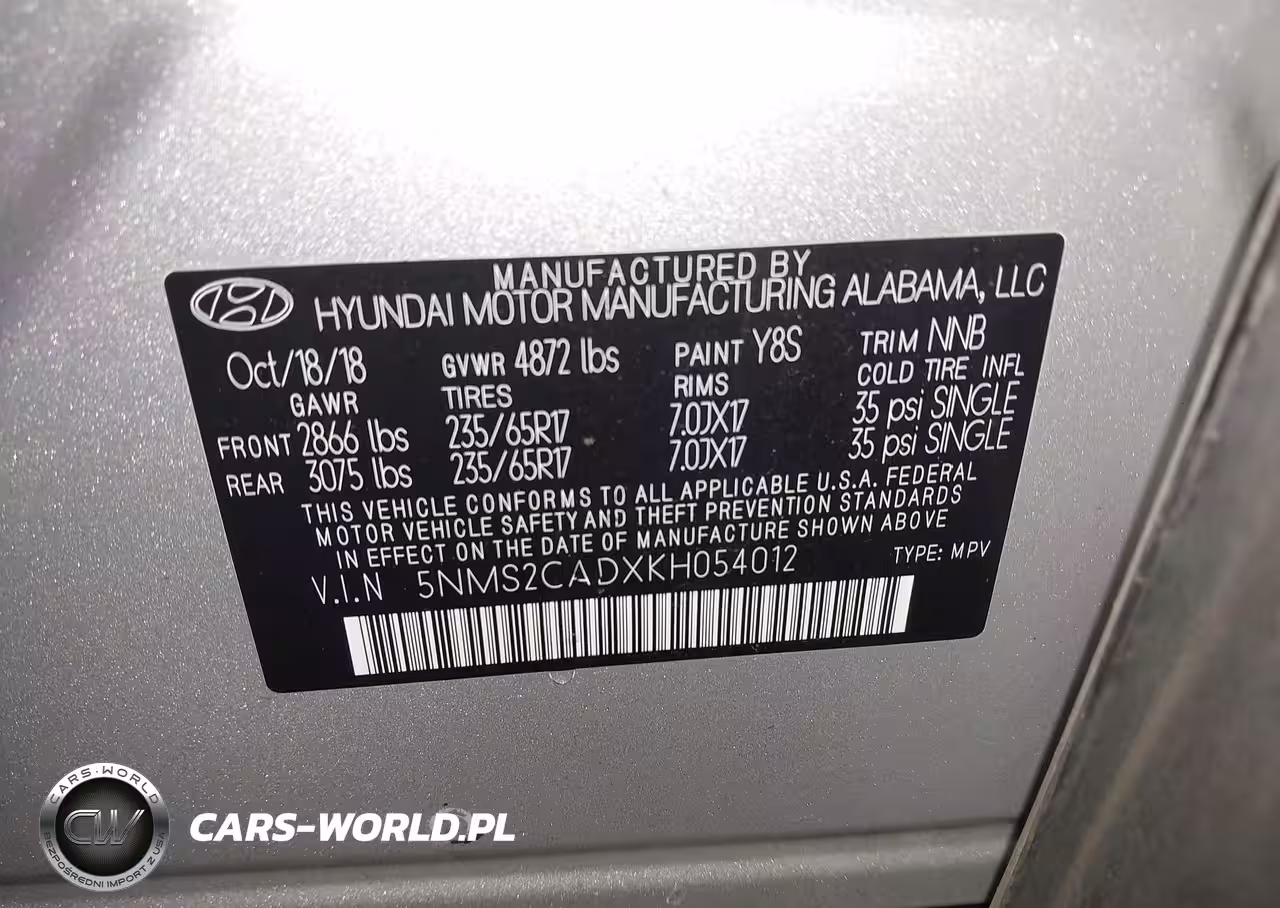 MANUFACTURED BY
HYUNDAI MOTOR MANUFACTURING ALABAMA, LLC
Oct/18/18 GVWR 4872 lbs PAINT Y8S TRIM NNB
GAWR TIRES RIMS COLD TIRE INFL
FRONT 2866 lbs 235/65R17 7.0JX17 35 psi SINGLE
REAR 3075 lbs 235/65R17 7.0JX17 35 psi SINGLE
THIS VEHICLE CONFORMS TO ALL APPLICABLE U.S.A. FEDERAL
MOTOR VEHICLE SAFETY AND THEFT PREVENTION STANDARDS
IN EFFECT ON THE DATE OF MANUFACTURE SHOWN ABOVE
V.I.N 5NMS2CADXKH054012 TYPE: MPV
CARS-WORLD
CW
BEZPOŚREDNI IMPORT Z USA
CARS-WORLD.PL